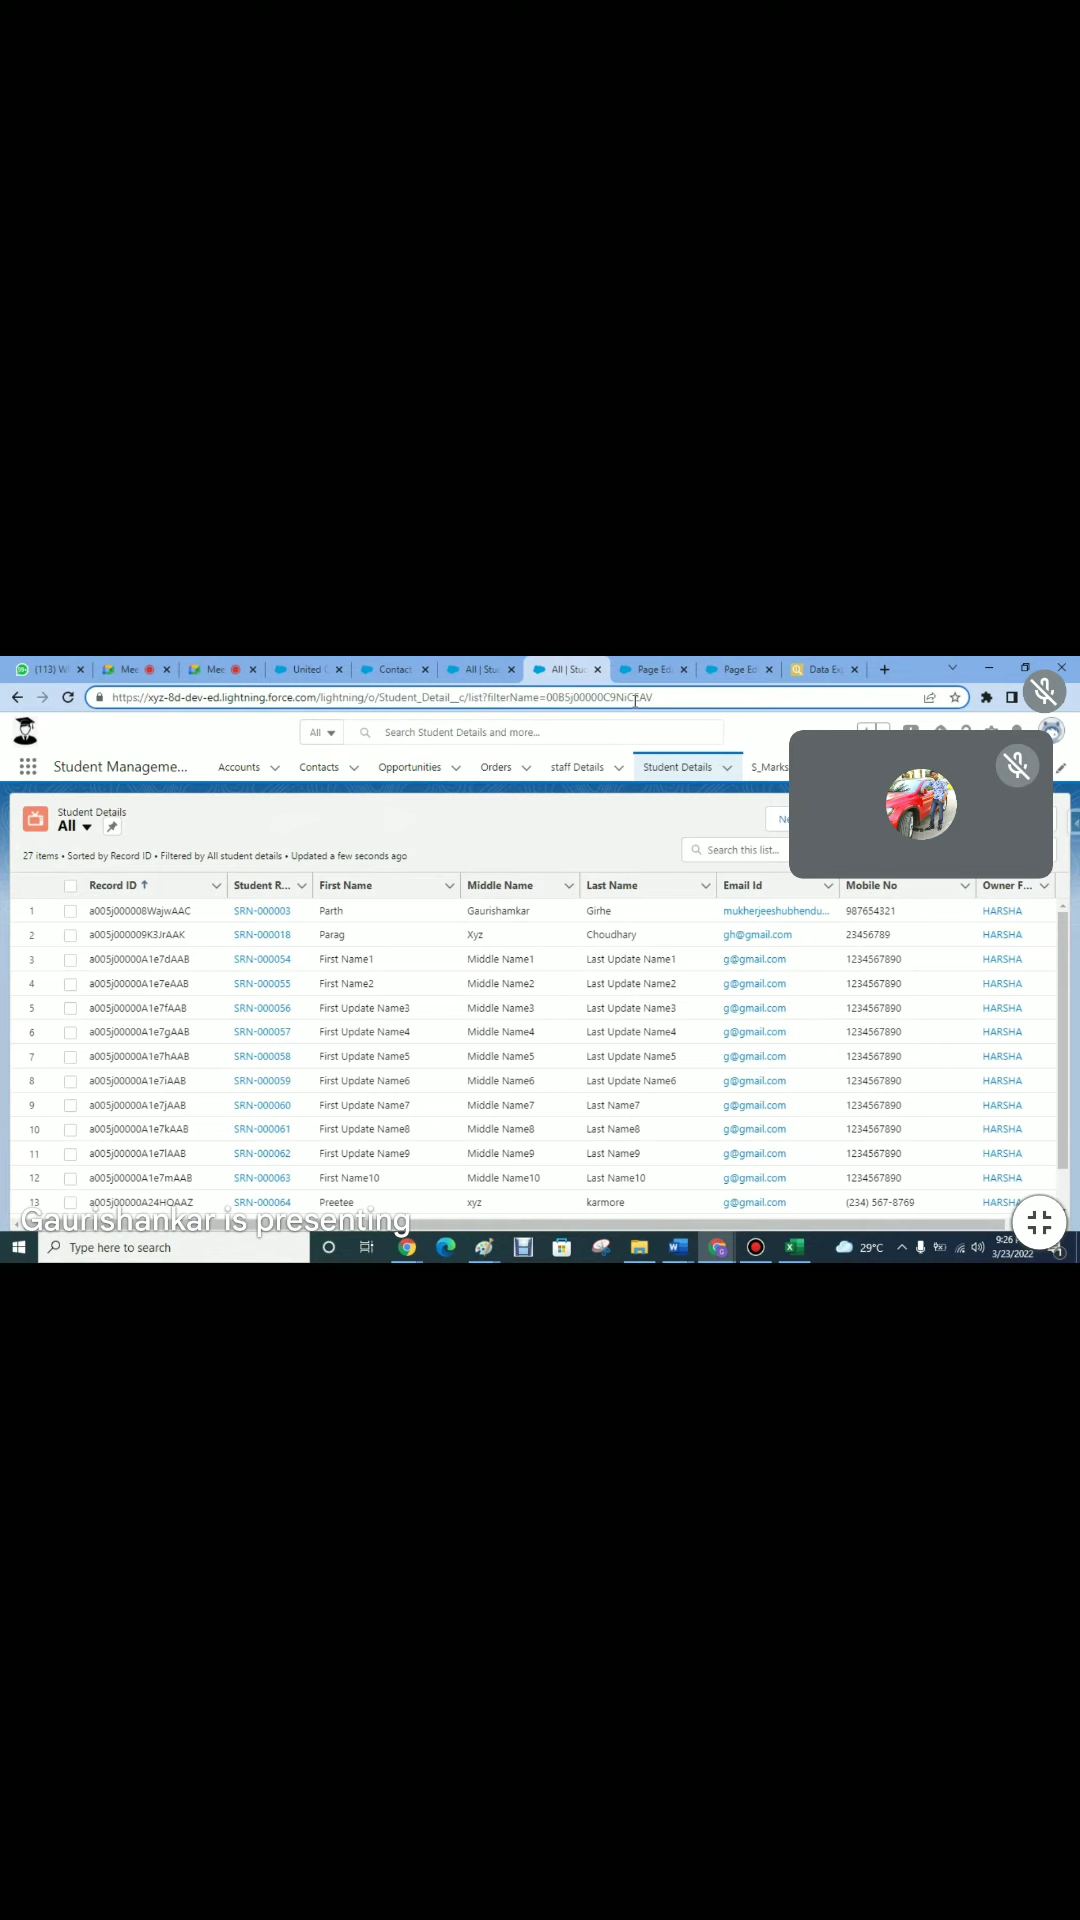 (113) W Mee Mee United C Contact All | Stud All | Stud Page Edi Page Edi Data Exp
https://xyz-8d-dev-ed.lightning.force.com/lightning/o/Student_Detail__c/list?filterName=
All Search Student Details and more...
Student Manageme... Accounts Contacts Opportunities Orders staff Details Student Details S_Marks
Student Details
All
Ne
27 items • Sorted by Record ID • Filtered by All student details • Updated a few seconds ago
Search this list...
Record ID Student R... First Name Middle Name Last Name Email Id Mobile No Owner F...
1 a005j000008WajwAAC SRN-000003 Parth Gaurishamkar Girhe mukherjeeshubhendu... 987654321 HARSHA
2 a005j000009K3JrAAK SRN-000018 Parag Xyz Choudhary gh@gmail.com 23456789 HARSHA
3 a005j00000A1e7dAAB SRN-000054 First Name1 Middle Name1 Last Update Name1 g@gmail.com 1234567890 HARSHA
4 a005j00000A1e7eAAB SRN-000055 First Name2 Middle Name2 Last Update Name2 g@gmail.com 1234567890 HARSHA
5 a005j00000A1e7fAAB SRN-000056 First Update Name3 Middle Name3 Last Update Name3 g@gmail.com 1234567890 HARSHA
6 a005j00000A1e7gAAB SRN-000057 First Update Name4 Middle Name4 Last Update Name4 g@gmail.com 1234567890 HARSHA
7 a005j00000A1e7hAAB SRN-000058 First Update Name5 Middle Name5 Last Update Name5 g@gmail.com 1234567890 HARSHA
8 a005j00000A1e7iAAB SRN-000059 First Update Name6 Middle Name6 Last Update Name6 g@gmail.com 1234567890 HARSHA
9 a005j00000A1e7jAAB SRN-000060 First Update Name7 Middle Name7 Last Name7 g@gmail.com 1234567890 HARSHA
10 a005j00000A1e7kAAB SRN-000061 First Update Name8 Middle Name8 Last Name8 g@gmail.com 1234567890 HARSHA
11 a005j00000A1e7lAAB SRN-000062 First Update Name9 Middle Name9 Last Name9 g@gmail.com 1234567890 HARSHA
12 a005j00000A1e7mAAB SRN-000063 First Name10 Middle Name10 Last Name10 g@gmail.com 1234567890 HARSHA
13 a005j00000A24HQAAZ SRN-000064 Preetee xyz karmore g@gmail.com (234) 567-8769 HARSHA
Gaurishankar is presenting
Type here to search 29°C 9:26
3/23/2022